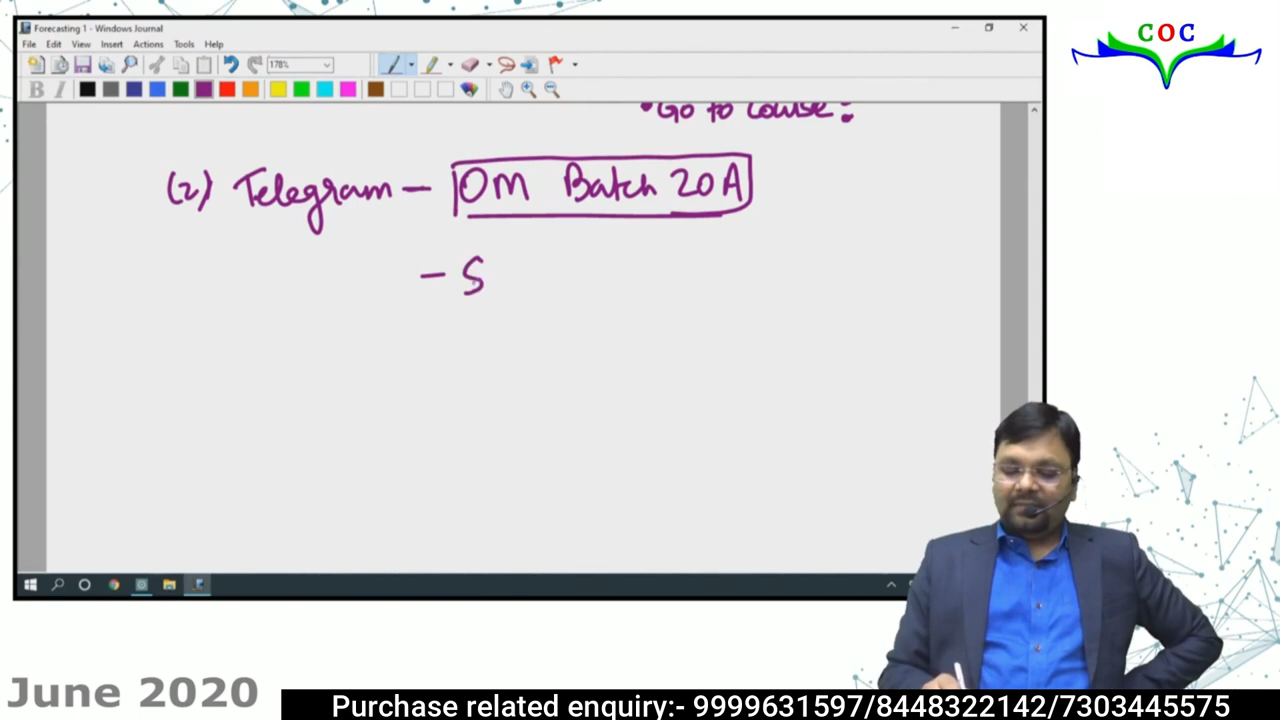 Forecasting 1 - Windows Journal
COC
File Edit View Insert Actions Tools Help
178%
B I
• Go to Course:
(2) Telegram – OM Batch 20A
– S
June 2020
Purchase related enquiry:- 9999631597/8448322142/7303445575